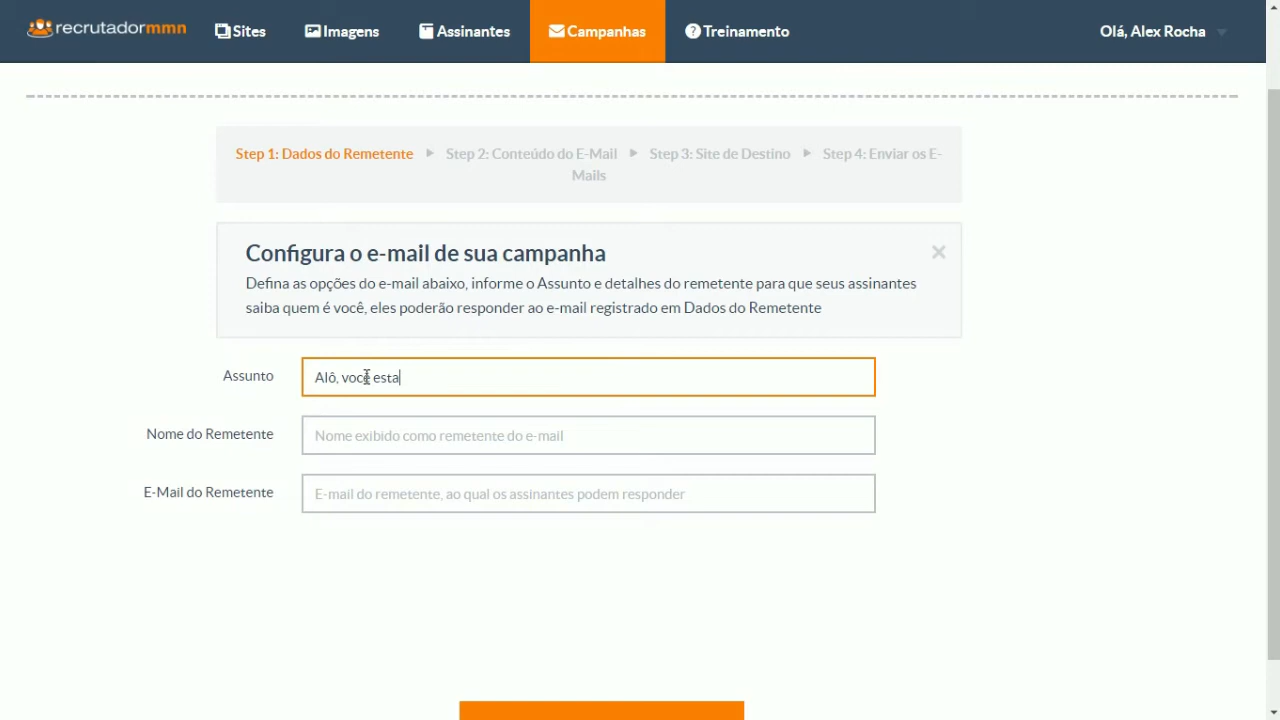 recrutadormmn Sites Imagens Assinantes Campanhas Treinamento Olá, Alex Rocha
Step 1: Dados do Remetente Step 2: Conteúdo do E-Mail Step 3: Site de Destino Step 4: Enviar os E-
Mails
Configura o e-mail de sua campanha
Defina as opções do e-mail abaixo, informe o Assunto e detalhes do remetente para que seus assinantes
saiba quem é você, eles poderão responder ao e-mail registrado em Dados do Remetente
Assunto Alô, você esta
Nome do Remetente Nome exibido como remetente do e-mail
E-Mail do Remetente E-mail do remetente, ao qual os assinantes podem responder